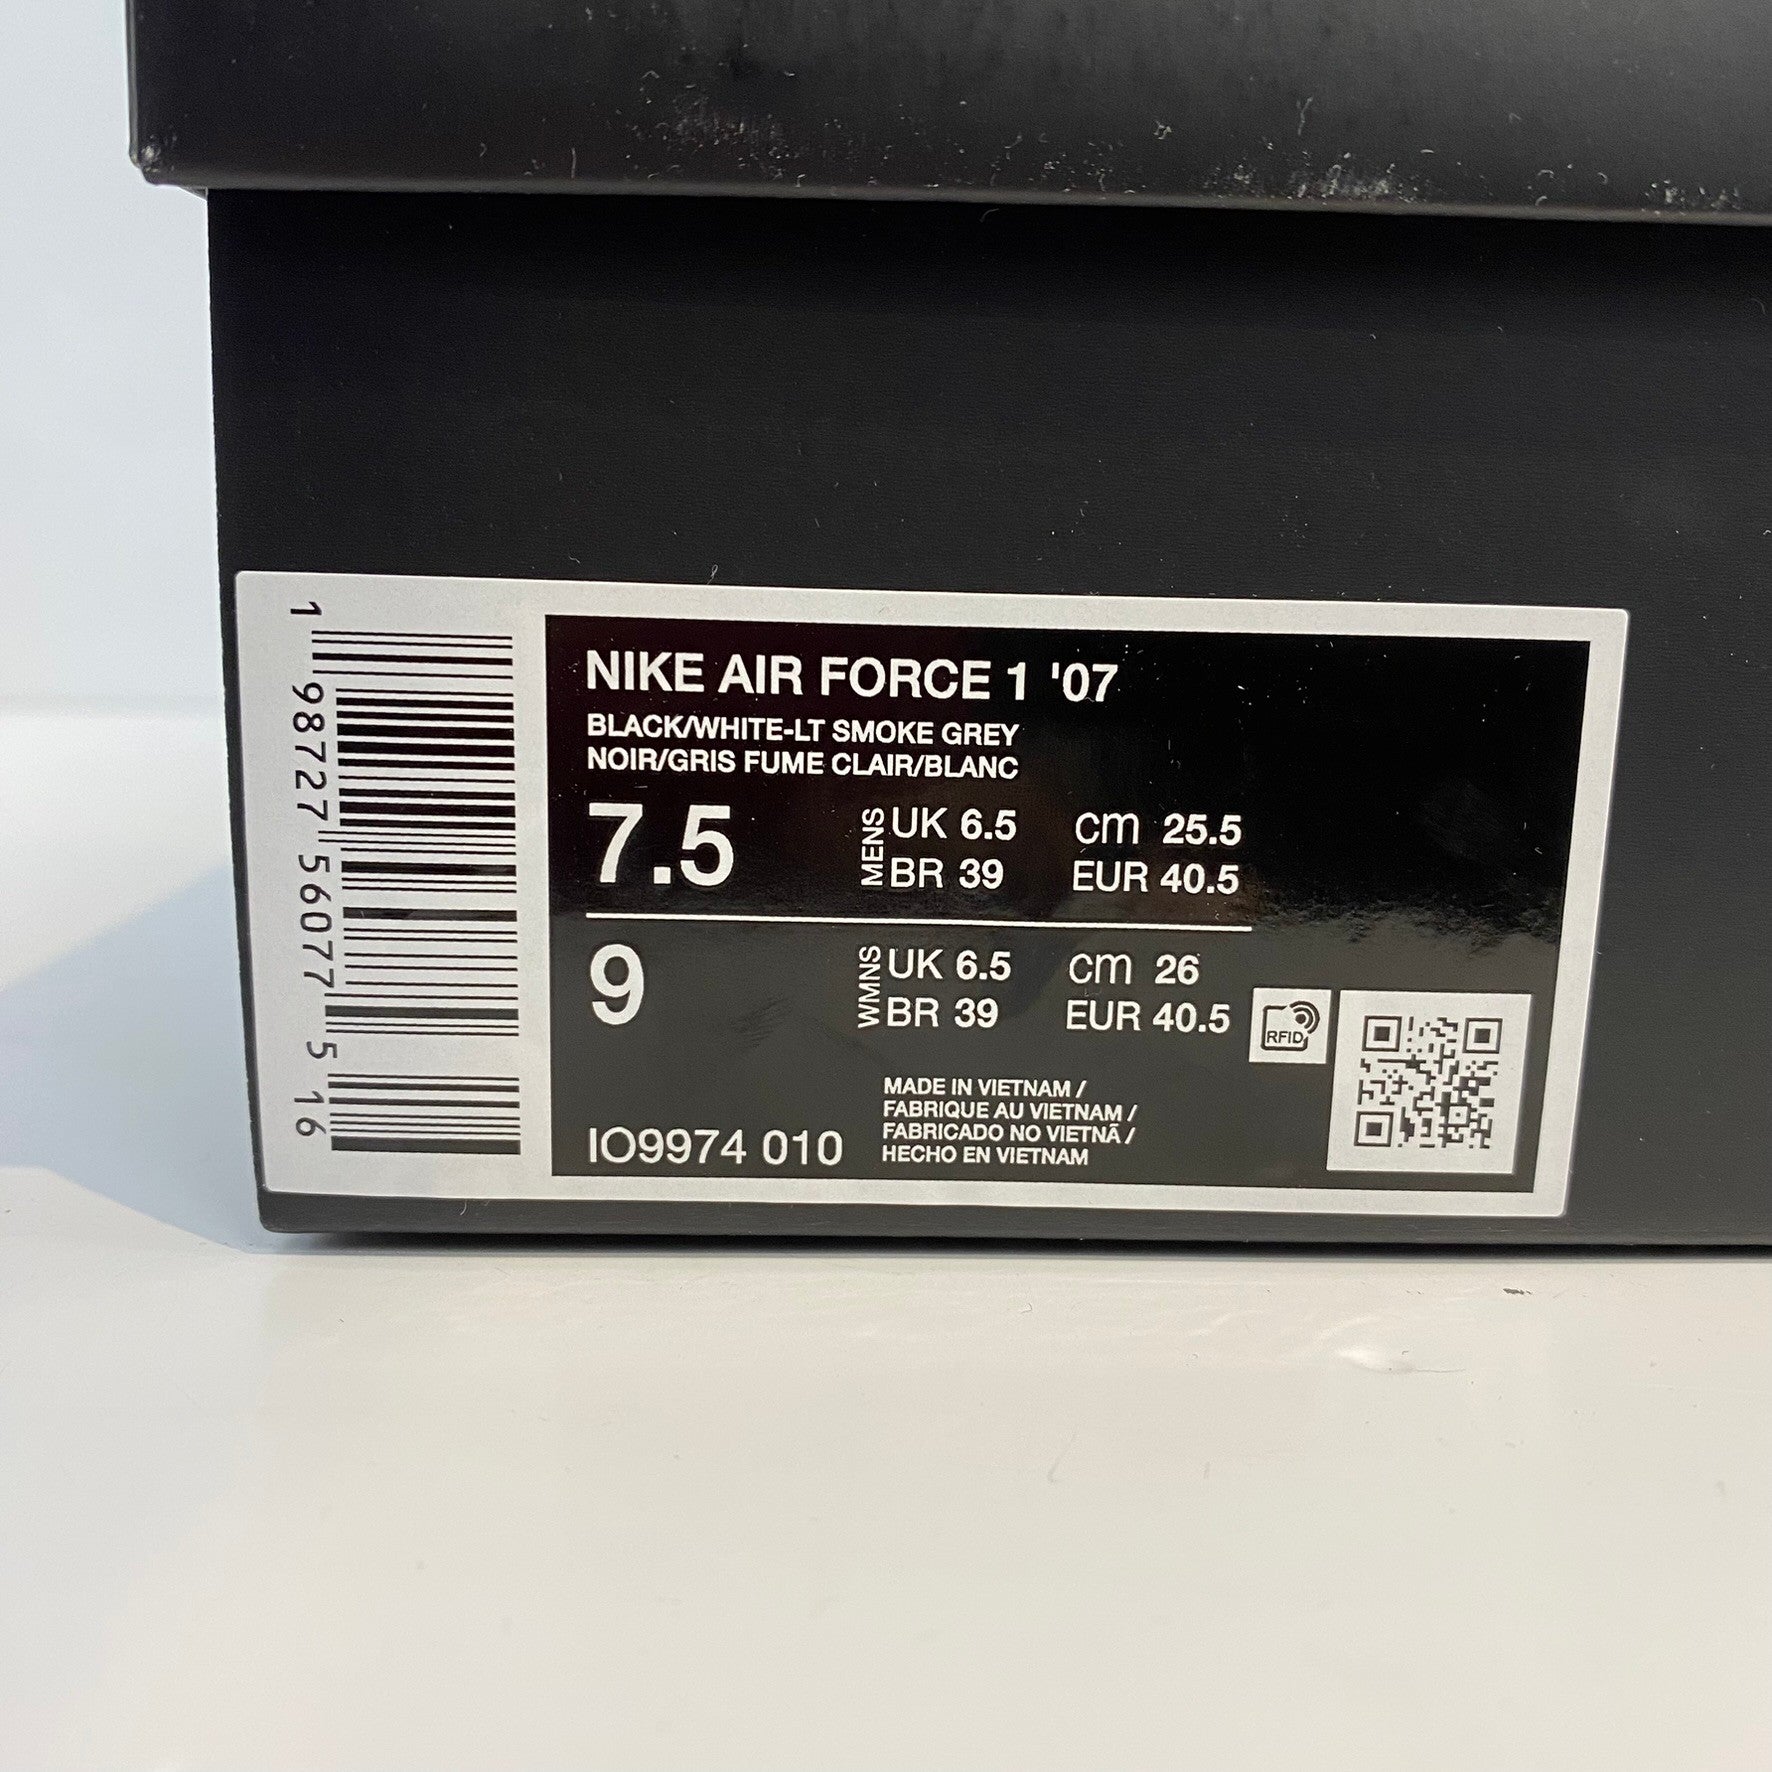 1 98727 56077 5 16
NIKE AIR FORCE 1 '07
BLACK/WHITE-LT SMOKE GREY
NOIR/GRIS FUME CLAIR/BLANC
7.5 MENS UK 6.5 cm 25.5
BR 39 EUR 40.5
9 WMNS UK 6.5 cm 26
BR 39 EUR 40.5
RFID
MADE IN VIETNAM /
FABRIQUE AU VIETNAM /
FABRICADO NO VIETNÃ /
HECHO EN VIETNAM
IO9974 010